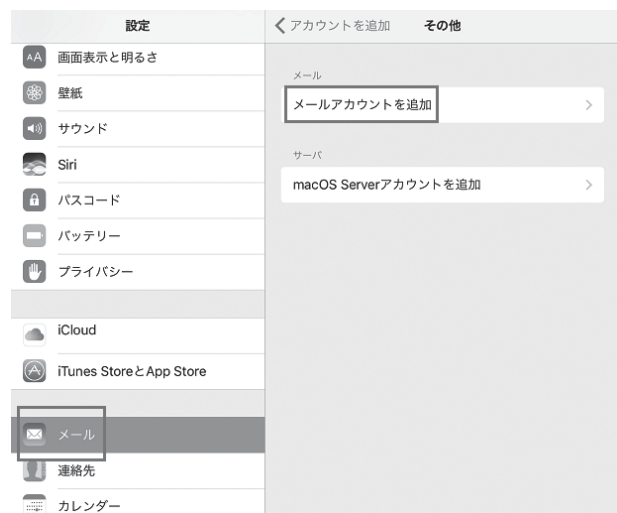 設定
画面表示と明るさ
壁紙
サウンド
Siri
パスコード
バッテリー
プライバシー
iCloud
iTunes StoreとApp Store
メール
連絡先
カレンダー
アカウントを追加 その他
メール
メールアカウントを追加
サーバ
macOS Serverアカウントを追加